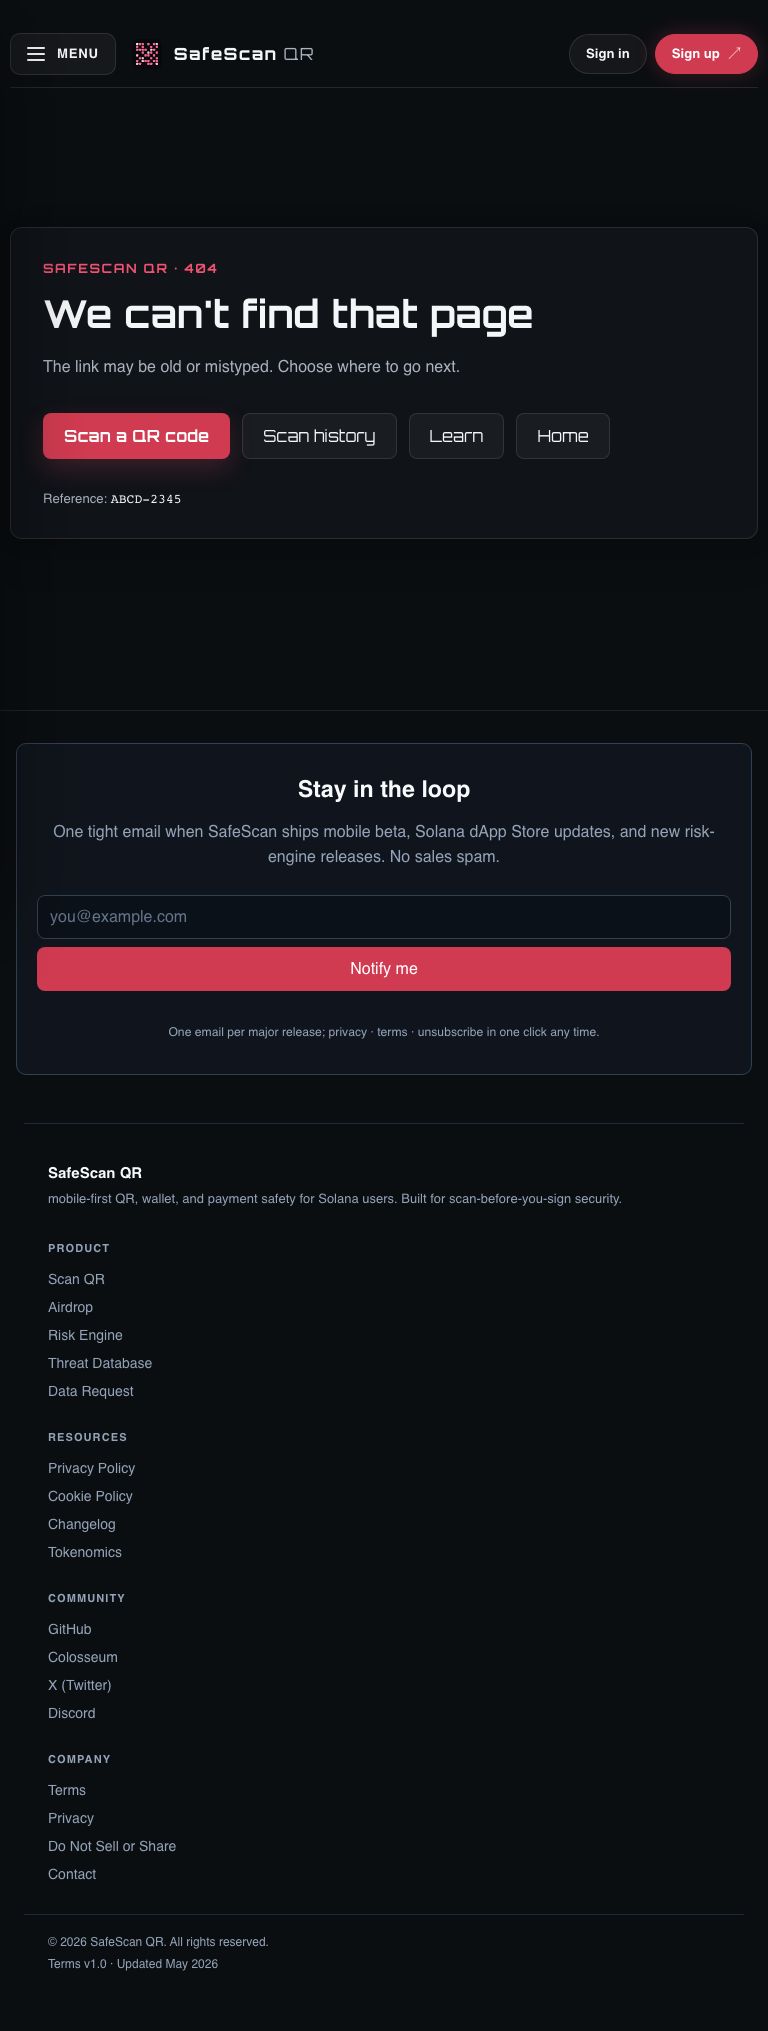 MENU
SafeScan QR
Sign in
Sign up ↗
SAFESCAN QR · 404
We can't find that page
The link may be old or mistyped. Choose where to go next.
Scan a QR code
Scan history
Learn
Home
Reference: ABCD-2345
Stay in the loop
One tight email when SafeScan ships mobile beta, Solana dApp Store updates, and new risk-
engine releases. No sales spam.
you@example.com
Notify me
One email per major release; privacy · terms · unsubscribe in one click any time.
SafeScan QR
mobile-first QR, wallet, and payment safety for Solana users. Built for scan-before-you-sign security.
PRODUCT
Scan QR
Airdrop
Risk Engine
Threat Database
Data Request
RESOURCES
Privacy Policy
Cookie Policy
Changelog
Tokenomics
COMMUNITY
GitHub
Colosseum
X (Twitter)
Discord
COMPANY
Terms
Privacy
Do Not Sell or Share
Contact
© 2026 SafeScan QR. All rights reserved.
Terms v1.0 · Updated May 2026